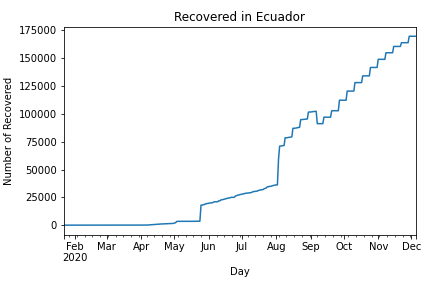 Recovered in Ecuador
175000
150000
125000
100000
75000
50000
25000
0
Number of Recovered
Feb Mar Apr May Jun Jul Aug Sep Oct Nov Dec
2020
Day